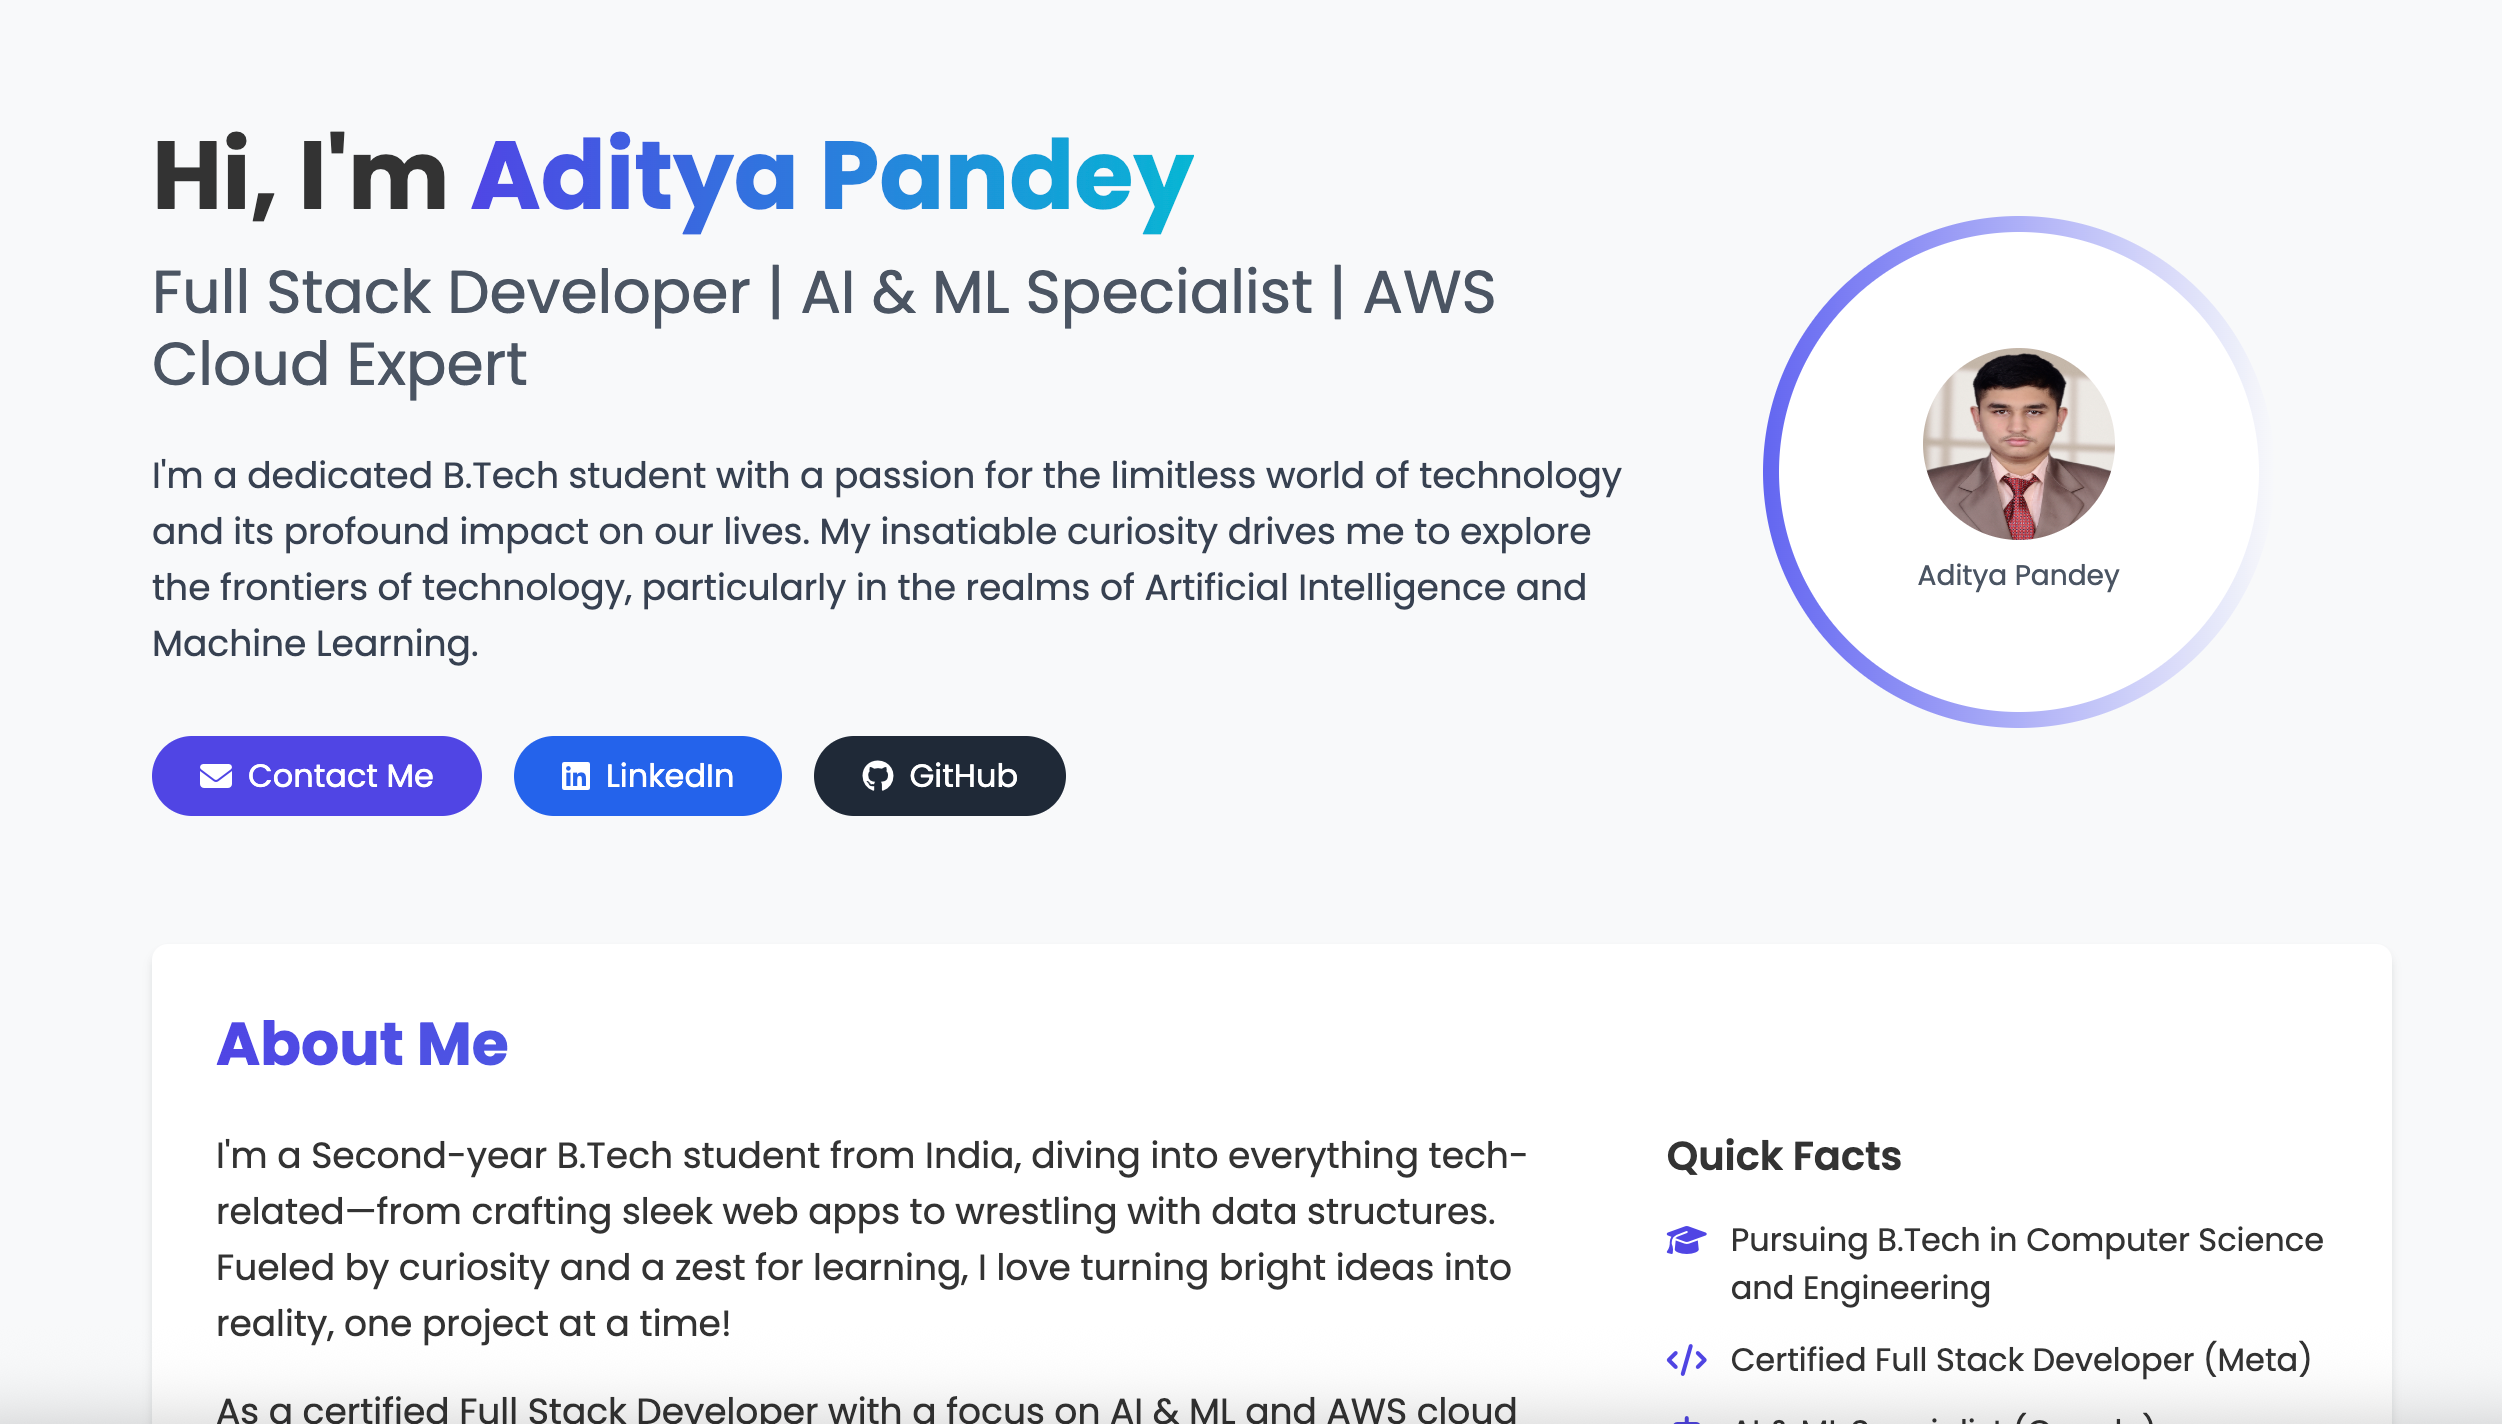 Hi, I'm Aditya Pandey
Full Stack Developer | AI & ML Specialist | AWS
Cloud Expert
I'm a dedicated B.Tech student with a passion for the limitless world of technology
and its profound impact on our lives. My insatiable curiosity drives me to explore
the frontiers of technology, particularly in the realms of Artificial Intelligence and
Machine Learning.
Contact Me
LinkedIn
GitHub
Aditya Pandey
About Me
I'm a Second-year B.Tech student from India, diving into everything tech-
related—from crafting sleek web apps to wrestling with data structures.
Fueled by curiosity and a zest for learning, I love turning bright ideas into
reality, one project at a time!
As a certified Full Stack Developer with a focus on AI & ML and AWS cloud
Quick Facts
Pursuing B.Tech in Computer Science
and Engineering
Certified Full Stack Developer (Meta)